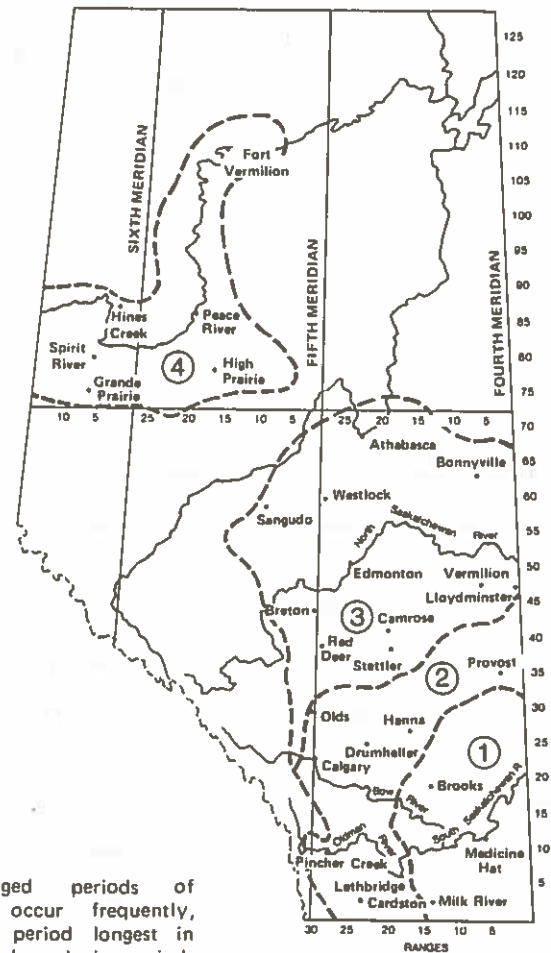 125
120
115
110
105
100
95
90
85
80
75
70
65
60
55
50
45
40
35
30
25
20
15
10
5
SIXTH MERIDIAN
FIFTH MERIDIAN
FOURTH MERIDIAN
Fort
Vermilion
Hines
Creek
Peace
River
Spirit
River
4
High
Prairie
Grande
Prairie
10 5 25 20 15 10 5 25 20 15 10 5
Athabasca
Bonnyville
Westlock
Sangudo
North Saskatchewan River
Edmonton
Vermilion
Lloydminster
Breton
3
Camrose
Red
Deer
Stettler
2
Provost
Olds
Hanna
1
Drumheller
Calgary
Brooks
Bow River
South Saskatchewan R
Oldman River
Medicine
Hat
Pincher Creek
Lethbridge
Cardston
Milk River
30 25 20 15 10 5
RANGES
ged periods of
occur frequently,
period longest in